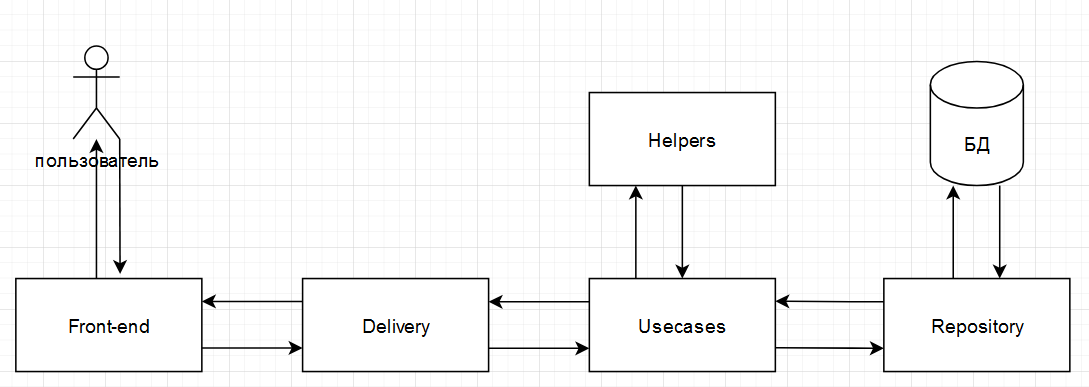 пользователь
Helpers
БД
Front-end
Delivery
Usecases
Repository